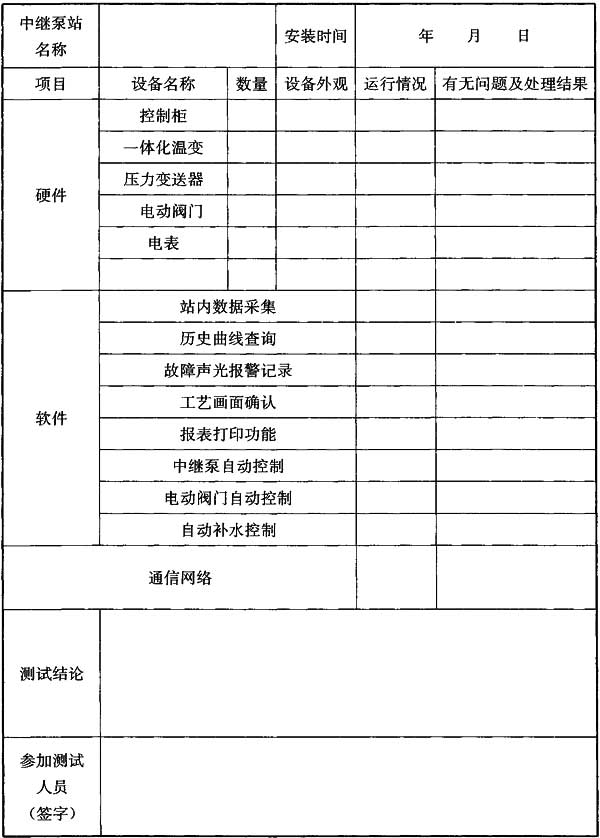 中继泵站
名称
安装时间
年 月 日
项目 设备名称 数量 设备外观 运行情况 有无问题及处理结果
硬件
控制柜
一体化温变
压力变送器
电动阀门
电表
软件
站内数据采集
历史曲线查询
故障声光报警记录
工艺画面确认
报表打印功能
中继泵自动控制
电动阀门自动控制
自动补水控制
通信网络
测试结论
参加测试
人员
（签字）